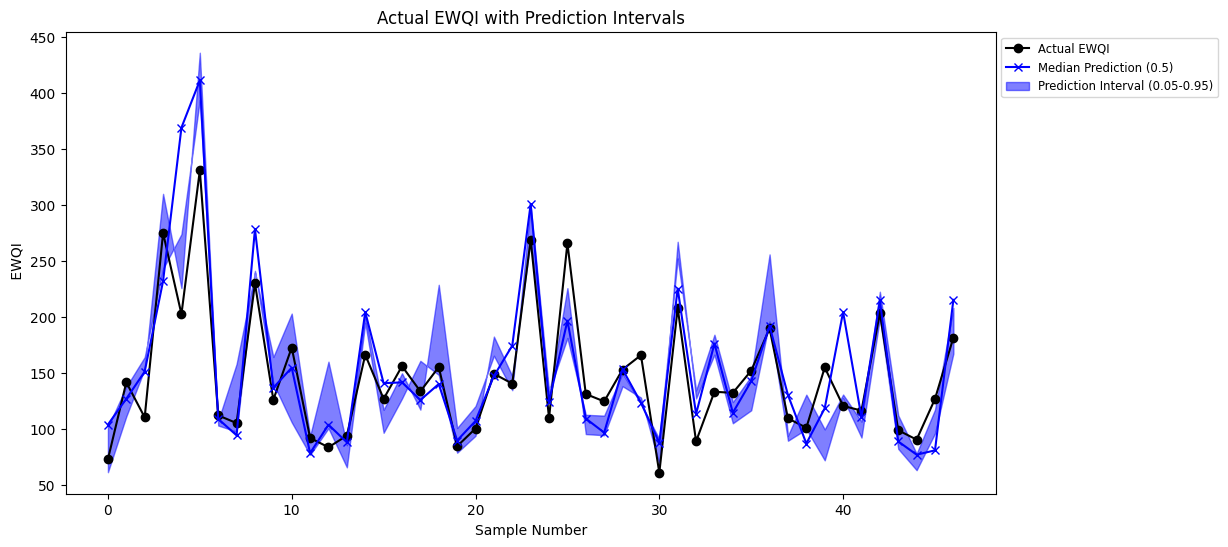 Actual EWQI with Prediction Intervals
450
400
350
300
250
200
150
100
50
EWQI
0
10
20
30
40
Sample Number
Actual EWQI
Median Prediction (0.5)
Prediction Interval (0.05-0.95)